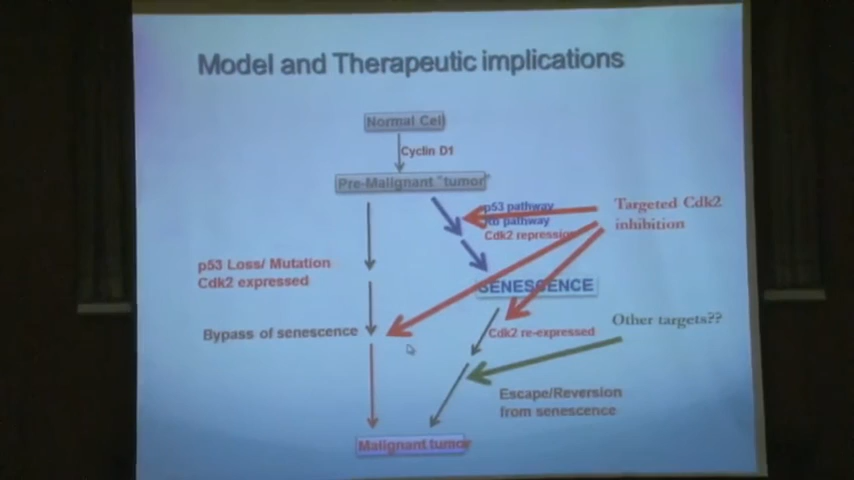 Model and Therapeutic implications
Normal Cell
Cyclin D1
Pre-Malignant "tumor"
p53 pathway
Rb pathway
Cdk2 repression
Targeted Cdk2
inhibition
p53 Loss/ Mutation
Cdk2 expressed
SENESCENCE
Bypass of senescence
Cdk2 re-expressed
Other targets??
Escape/Reversion
from senescence
Malignant tumor